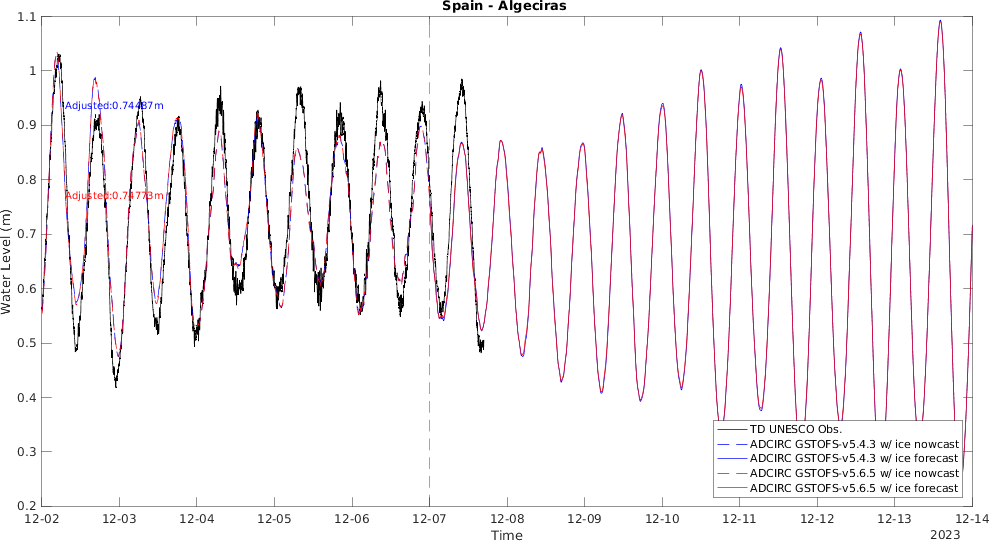 Spain - Algeciras
1.1
1
0.9
0.8
0.7
0.6
0.5
0.4
0.3
0.2
Water Level (m)
Adjusted:0.74487m
Adjusted:0.74773m
TD UNESCO Obs.
ADCIRC GSTOFS-v5.4.3 w/ ice nowcast
ADCIRC GSTOFS-v5.4.3 w/ ice forecast
ADCIRC GSTOFS-v5.6.5 w/ ice nowcast
ADCIRC GSTOFS-v5.6.5 w/ ice forecast
12-02 12-03 12-04 12-05 12-06 12-07 12-08 12-09 12-10 12-11 12-12 12-13 12-14
Time
2023